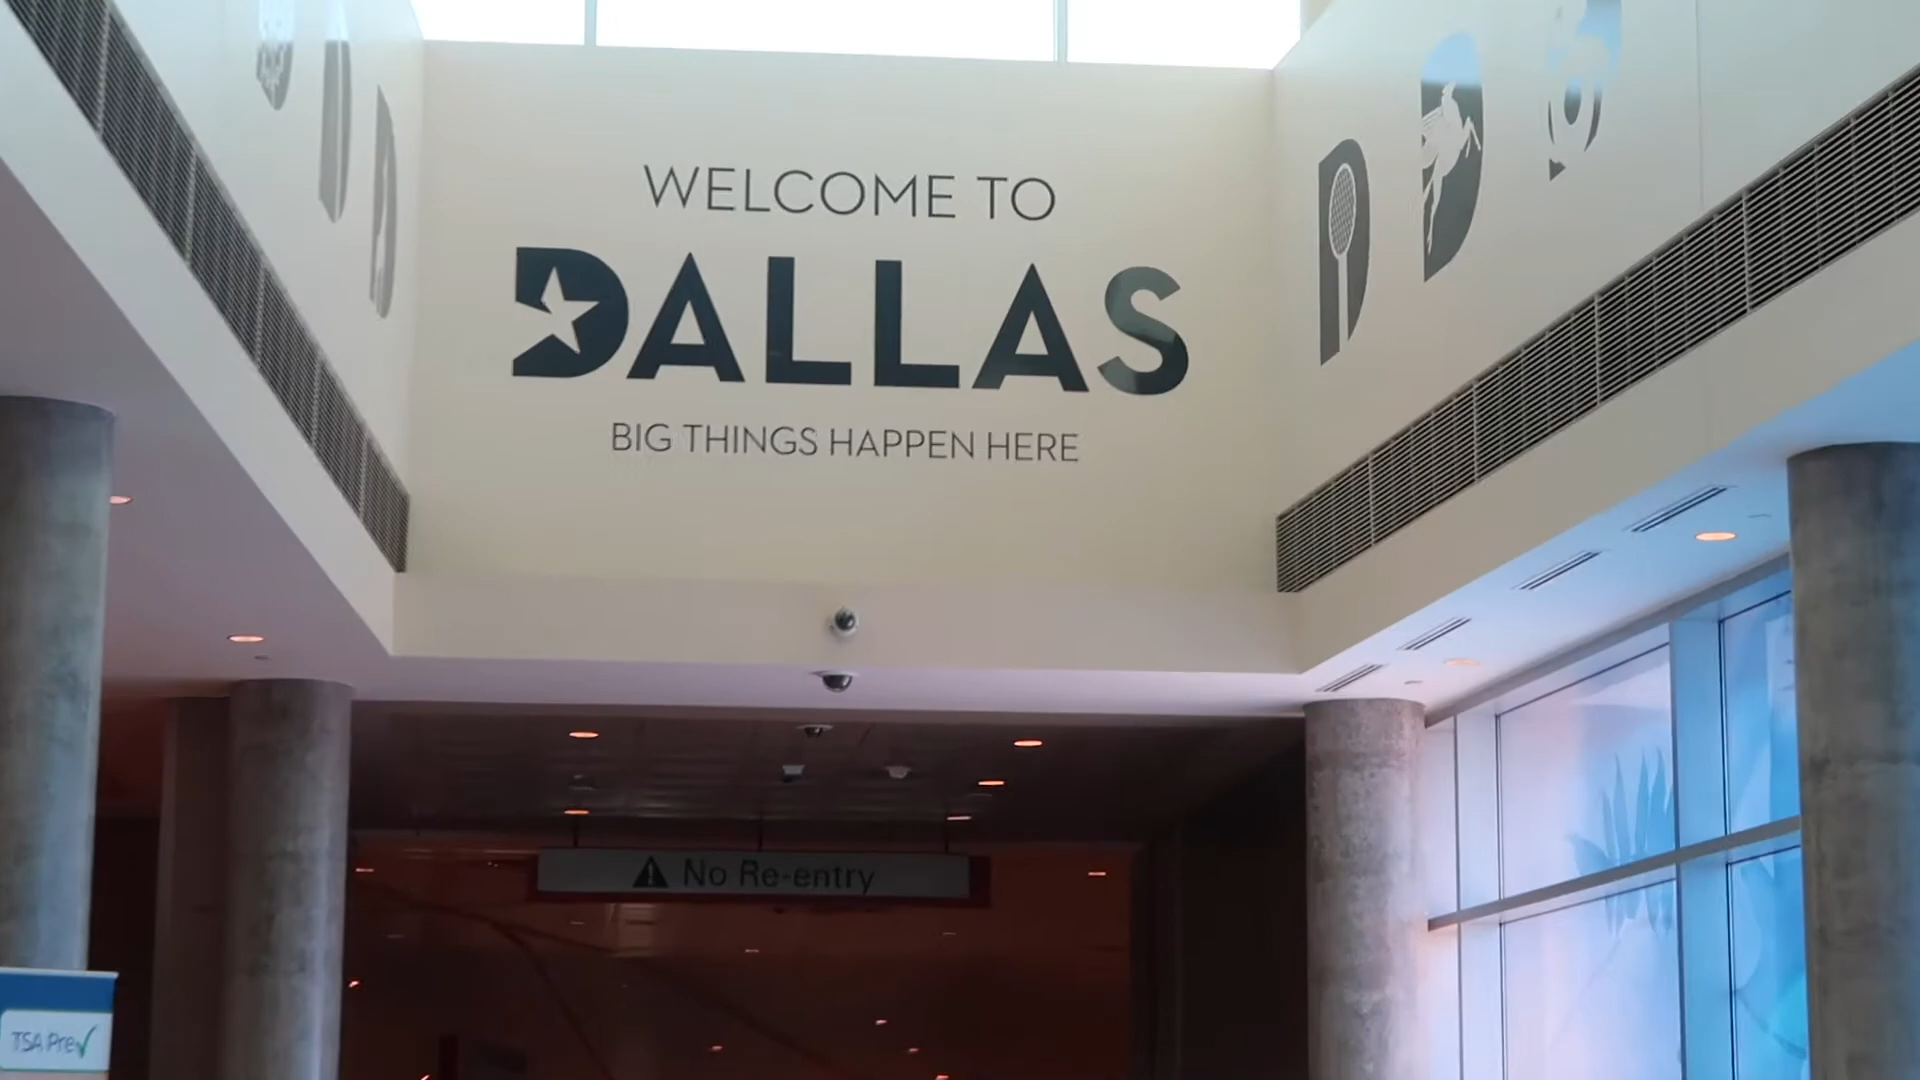 WELCOME TO
DALLAS
BIG THINGS HAPPEN HERE
No Re-entry
TSA Pre✓